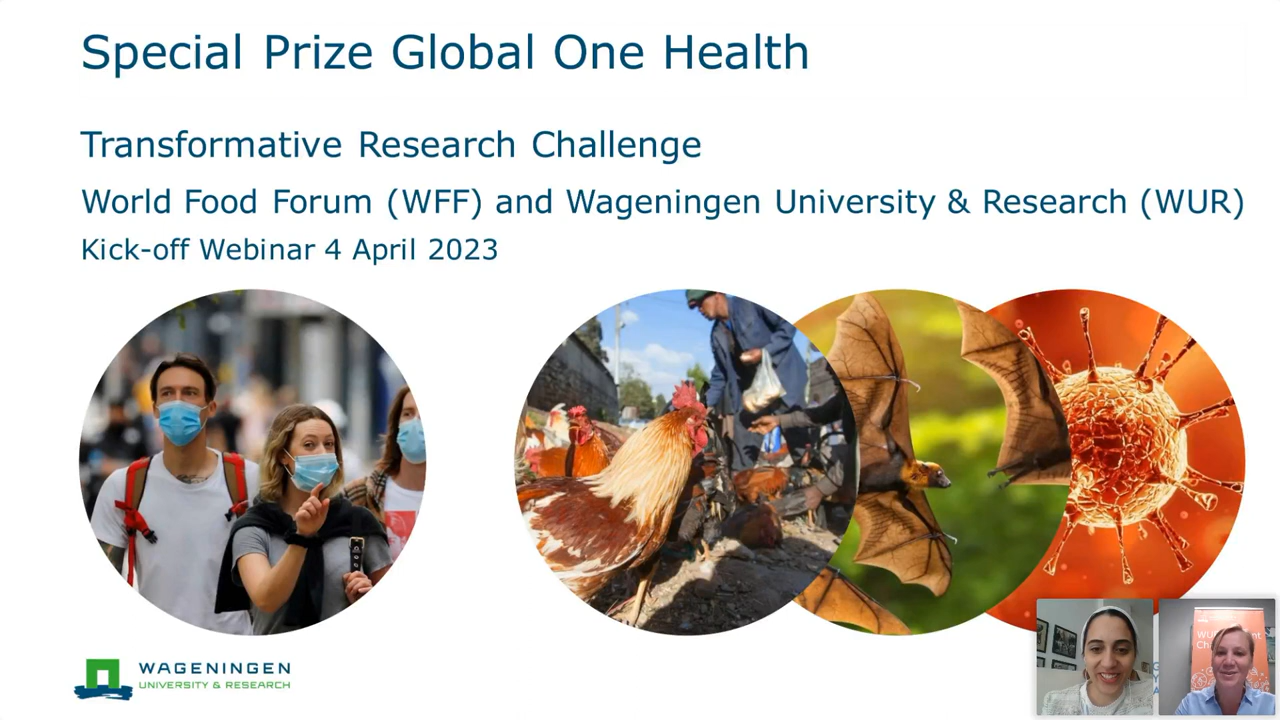 Special Prize Global One Health
Transformative Research Challenge
World Food Forum (WFF) and Wageningen University & Research (WUR)
Kick-off Webinar 4 April 2023
WAGENINGEN
UNIVERSITY & RESEARCH